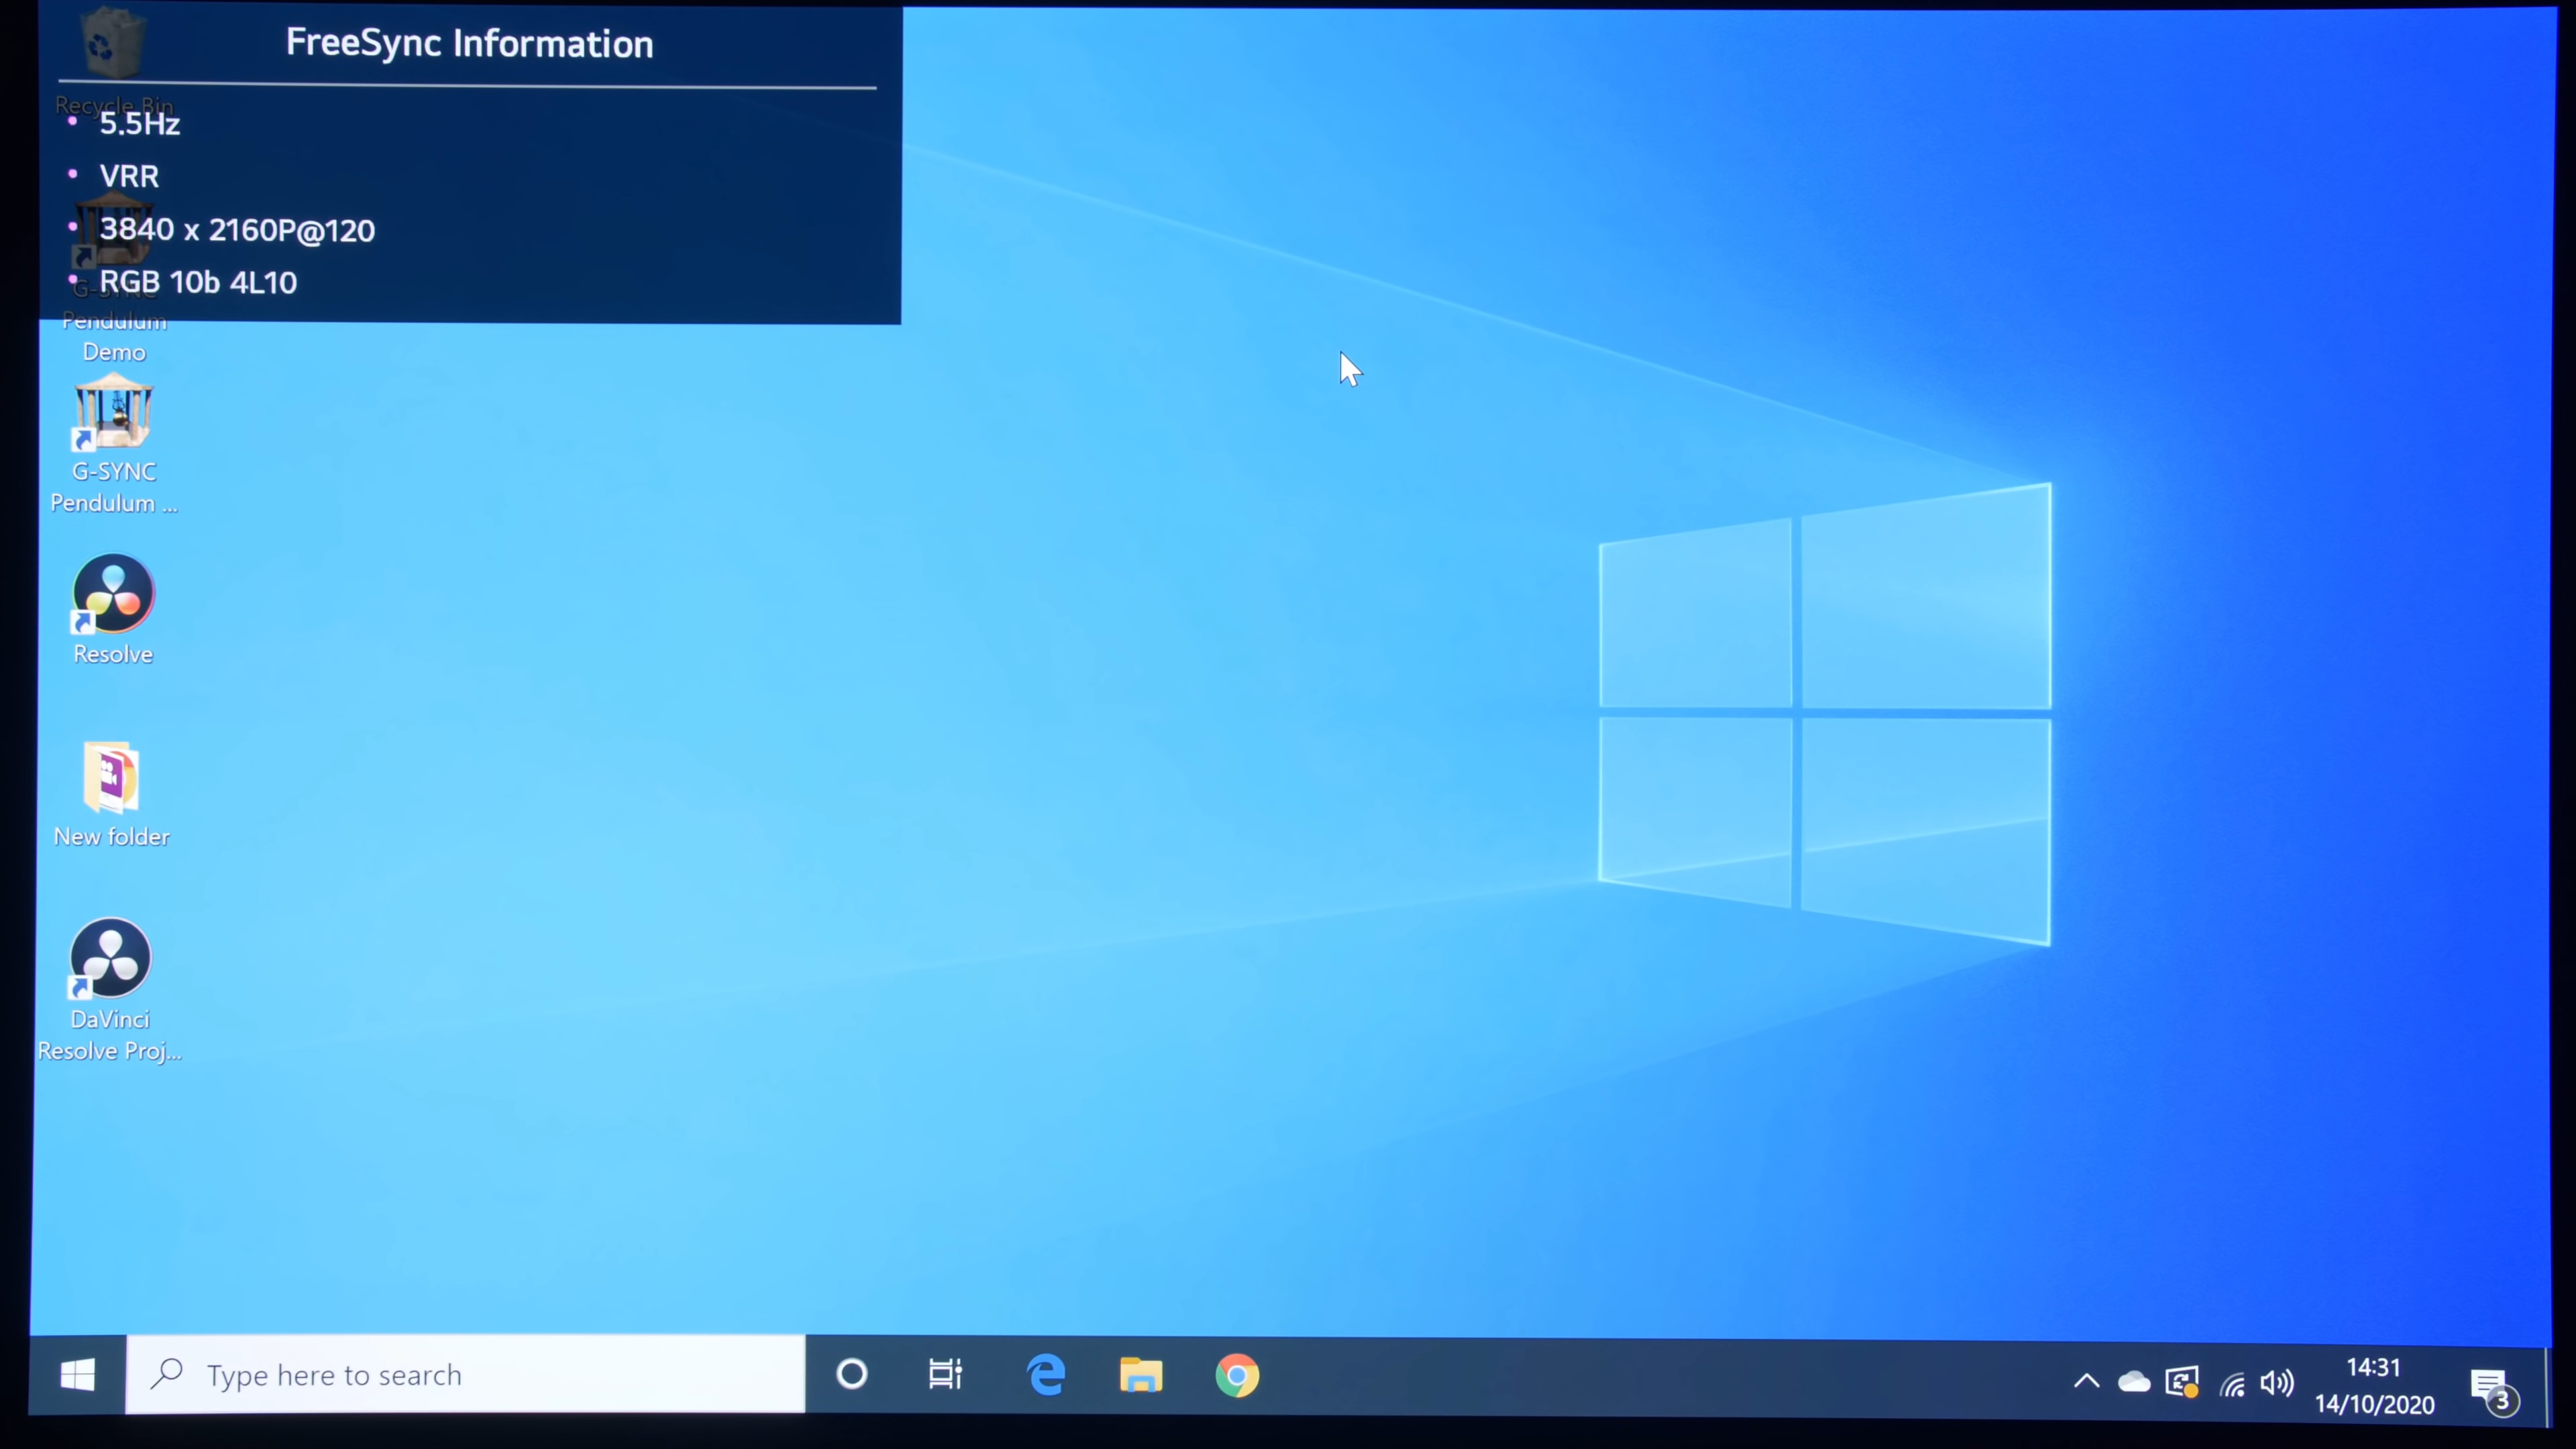 FreeSync Information
Recycle Bin
5.5Hz
VRR
3840 x 2160P@120
RGB 10b 4L10
G-SYNC
Pendulum
Demo
G-SYNC
Pendulum ...
Resolve
New folder
DaVinci
Resolve Proj...
Type here to search
14:31
14/10/2020
3